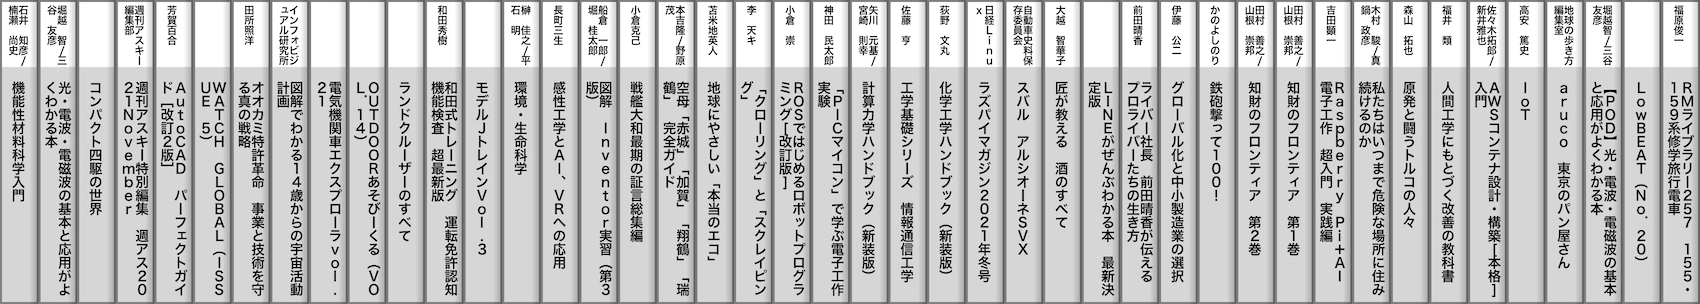 福原俊一
RMライブラリー257　155・
159系修学旅行電車
LowBEAT（No．20）
堀越智/三谷
友彦
【POD】光・電波・電磁波の基本
と応用がよくわかる本
地球の歩き方
編集室
aruco　東京のパン屋さん
高安　篤史
IoT
佐々木拓郎/
新井雅也
AWSコンテナ設計・構築[本格]
入門
福井　類
人間工学にもとづく改善の教科書
森山　拓也
原発と闘うトルコの人々
木村　駿/真
鍋　政彦
私たちはいつまで危険な場所に住み
続けるのか
吉田顕一
Raspberry　Pi+AI
電子工作　超入門　実践編
田村　善之/
山根　崇邦
知財のフロンティア　第1巻
田村　善之/
山根　崇邦
知財のフロンティア　第2巻
かのよしのり
鉄砲撃って100！
伊藤　公二
グローバル化と中小製造業の選択
前田晴香
ライバー社長　前田晴香が伝える
プロライバーたちの生き方
LINEがぜんぶわかる本　最新決
定版
大越　智華子
匠が教える　酒のすべて
自動車史料保
存委員会
スバル　アルシオーネSVX
日経Linu
x
ラズパイマガジン2021年冬号
荻野　文丸
化学工学ハンドブック（新装版）
佐藤　亨
工学基礎シリーズ　情報通信工学
矢川　元基/
宮崎　則幸
計算力学ハンドブック（新装版）
神田　民太郎
「PICマイコン」で学ぶ電子工作
実験
小倉　崇
ROSではじめるロボットプログラ
ミング[改訂版]
李　天キ
「クローリング」と「スクレイピン
グ」
苫米地英人
地球にやさしい「本当のエコ」
本吉隆/野原
茂
空母「赤城」「加賀」「翔鶴」「瑞
鶴」　完全ガイド
小倉克己
戦艦大和最期の証言総集編
船倉　一郎/
堀　桂太郎
図解　Inventor実習（第3
版）
長町三生
感性工学とAI、VRへの応用
榊　佳之/平
石　明
環境・生命科学
モデルJトレインVol．3
和田秀樹
和田式トレーニング　運転免許認知
機能検査　超最新版
ランドクルーザーのすべて
OUTDOORあそびーくる（VO
L．14）
電気機関車エクスプローラvol．
21
インフォビジ
ュアル研究所
図解でわかる14歳からの宇宙活動
計画
田所照洋
オオカミ特許革命　事業と技術を守
る真の戦略
WATCH　GLOBAL（ISS
UE　5）
芳賀百合
AutoCAD　パーフェクトガイ
ド[改訂2版]
週刊アスキー
編集部
週刊アスキー特別編集　週アス20
21November
コンパクト四駆の世界
堀越　智/三
谷　友彦
光・電波・電磁波の基本と応用がよ
くわかる本
石井　知彦/
楠瀬　尚史
機能性材料科学入門